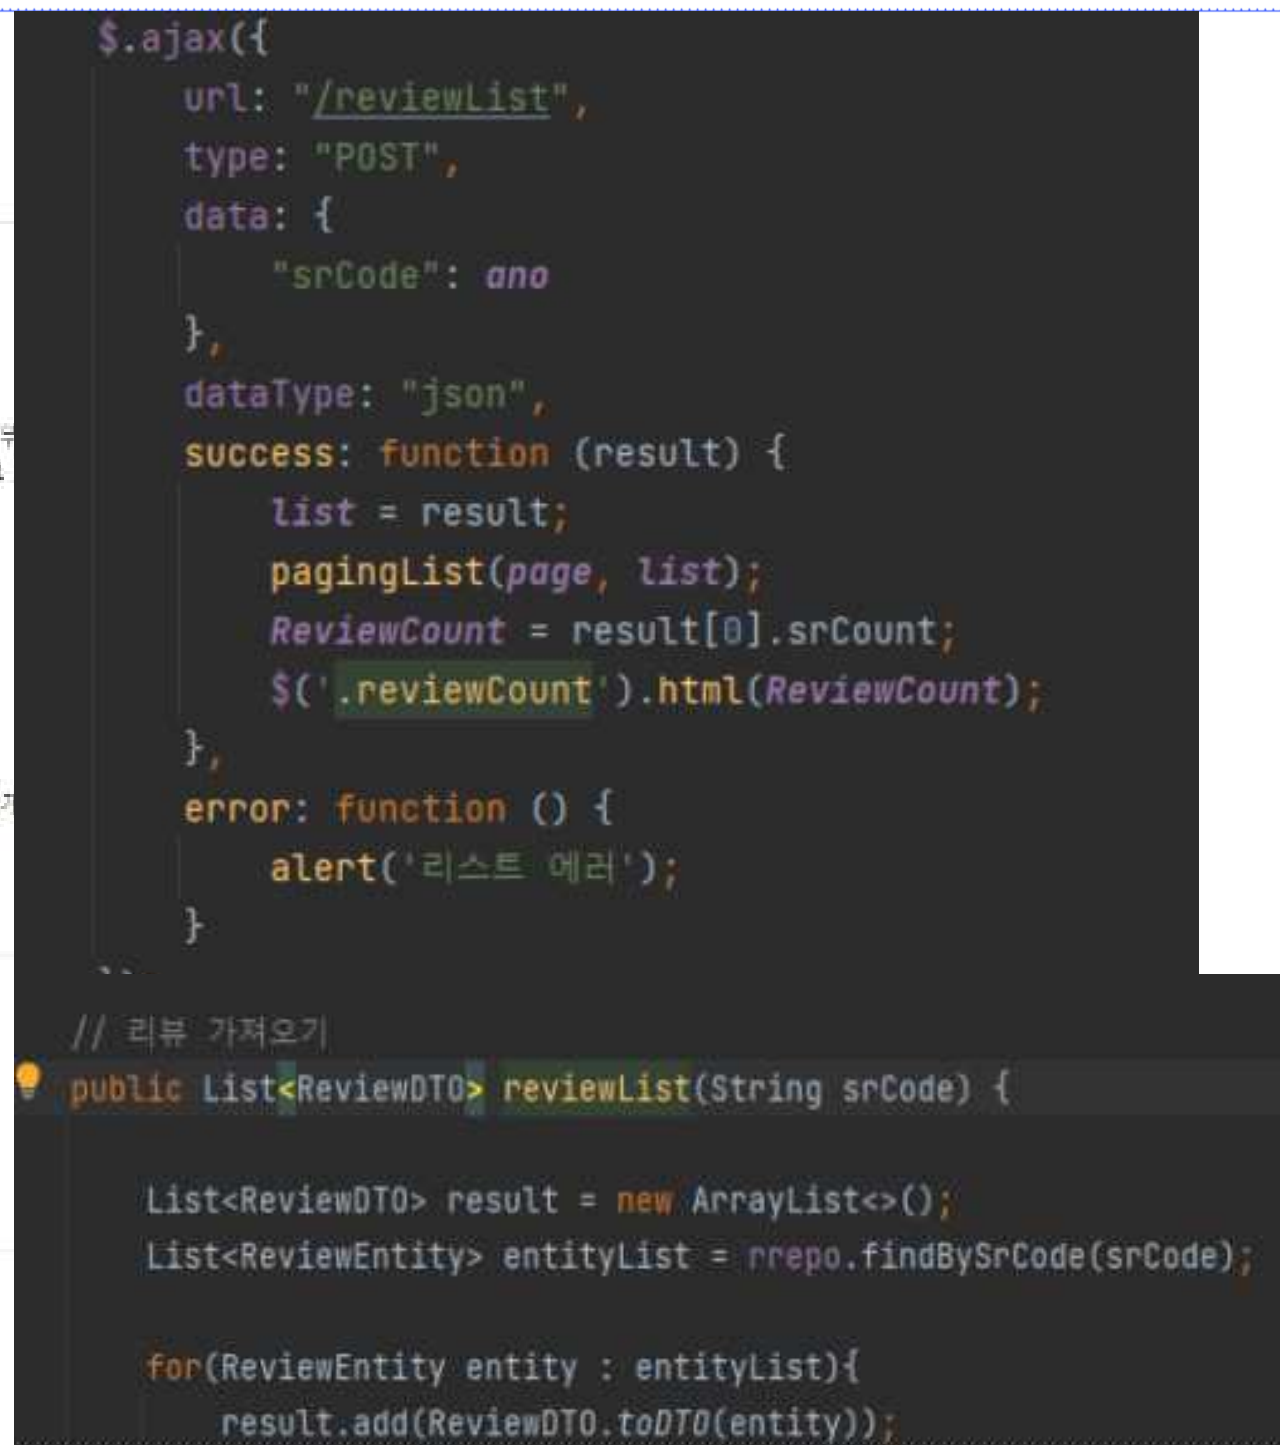 $.ajax({
url: "/reviewList",
type: "POST",
data: {
"srCode": ano
},
dataType: "json",
success: function (result) {
list = result;
pagingList(page, list);
ReviewCount = result[0].srCount;
$('.reviewCount').html(ReviewCount);
},
error: function () {
alert('리스트 에러');
}
// 리뷰 가져오기
public List<ReviewDTO> reviewList(String srCode) {
List<ReviewDTO> result = new ArrayList<>();
List<ReviewEntity> entityList = rrepo.findBySrCode(srCode);
for(ReviewEntity entity : entityList){
result.add(ReviewDTO.toDTO(entity));